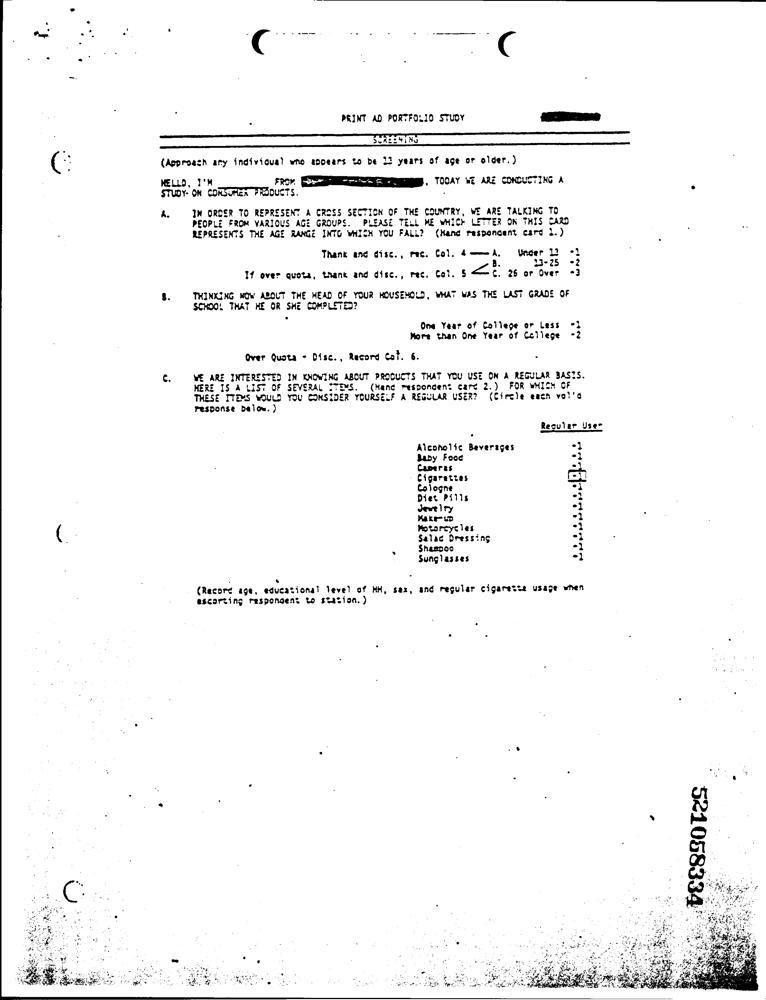 PRINT AD PORTFOLIO STUDY
SCREENING
(Approach any individual who appears to be 13 years of age or older.)
HELLO, I'M ________ FROM , TODAY WE ARE CONDUCTING A
STUDY ON CONSUMER PRODUCTS.
A. IN ORDER TO REPRESENT A CROSS SECTION OF THE COUNTRY, WE ARE TALKING TO
PEOPLE FROM VARIOUS AGE GROUPS. PLEASE TELL ME WHICH LETTER ON THIS CARD
REPRESENTS THE AGE RANGE INTO WHICH YOU FALL? (Hand respondent card 1.)
Thank and disc., rec. Col. 4 — A. Under 13 -1
B. 13-25 -2
If over quota, thank and disc., rec. Col. 5 < C. 26 or Over -3
B. THINKING NOW ABOUT THE HEAD OF YOUR HOUSEHOLD, WHAT WAS THE LAST GRADE OF
SCHOOL THAT HE OR SHE COMPLETED?
One Year of College or Less -1
More than One Year of College -2
Over Quota - Disc., Record Col. 6.
C. WE ARE INTERESTED IN KNOWING ABOUT PRODUCTS THAT YOU USE ON A REGULAR BASIS.
HERE IS A LIST OF SEVERAL ITEMS. (Hand respondent card 2.) FOR WHICH OF
THESE ITEMS WOULD YOU CONSIDER YOURSELF A REGULAR USER? (Circle each vol'd
response below.)
Regular User
Alcoholic Beverages -1
Baby Food -1
Cameras -1
Cigarettes -1
Cologne -1
Diet Pills -1
Jewelry -1
Make-up -1
Motorcycles -1
Salad Dressing -1
Shampoo -1
Sunglasses -1
(Record age, educational level of HH, sex, and regular cigarette usage when
escorting respondent to station.)
521058334